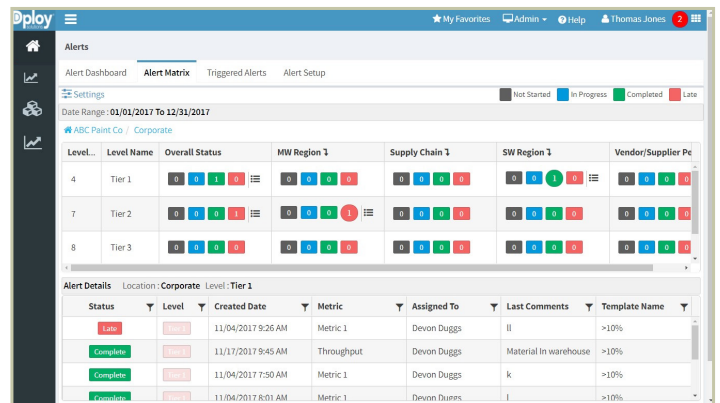 Dploy
SOLUTIONS
My Favorites Admin Help Thomas Jones 2
Alerts
Alert Dashboard Alert Matrix Triggered Alerts Alert Setup
Settings Not Started In Progress Completed Late
Date Range : 01/01/2017 To 12/31/2017
ABC Paint Co / Corporate
Level... Level Name Overall Status MW Region Supply Chain SW Region Vendor/Supplier Pe
4 Tier 1 0 0 1 0 0 0 0 0 0 0 0 0 0 0 1 0 0 0 0 0
7 Tier 2 0 0 0 1 0 0 0 1 0 0 0 0 0 0 0 0 0 0 0 0
8 Tier 3 0 0 0 0 0 0 0 0 0 0 0 0 0 0 0 0 0 0 0 0
Alert Details Location : Corporate Level : Tier 1
Status Level Created Date Metric Assigned To Last Comments Template Name
Late Tier 1 11/04/2017 9:26 AM Metric 1 Devon Duggs ll >10%
Complete Tier 1 11/17/2017 9:45 AM Throughput Devon Duggs Material In warehouse >10%
Complete Tier 1 11/04/2017 7:50 AM Metric 1 Devon Duggs k >10%
Complete Tier 1 11/04/2017 8:01 AM Metric 1 Devon Duggs l >10%